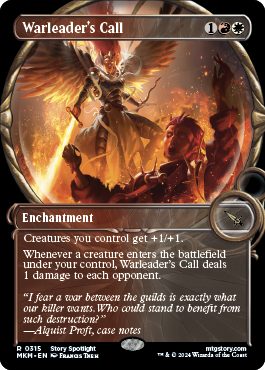 Warleader's Call 1
Enchantment
Creatures you control get +1/+1.
Whenever a creature enters the battlefield
under your control, Warleader's Call deals
1 damage to each opponent.
"I fear a war between the guilds is exactly what
our killer wants. Who could stand to benefit from
such destruction?"
—Alquist Proft, case notes
R 0315 Story Spotlight mtgstory.com
MKM • EN Francis Tneh ™ & © 2024 Wizards of the Coast